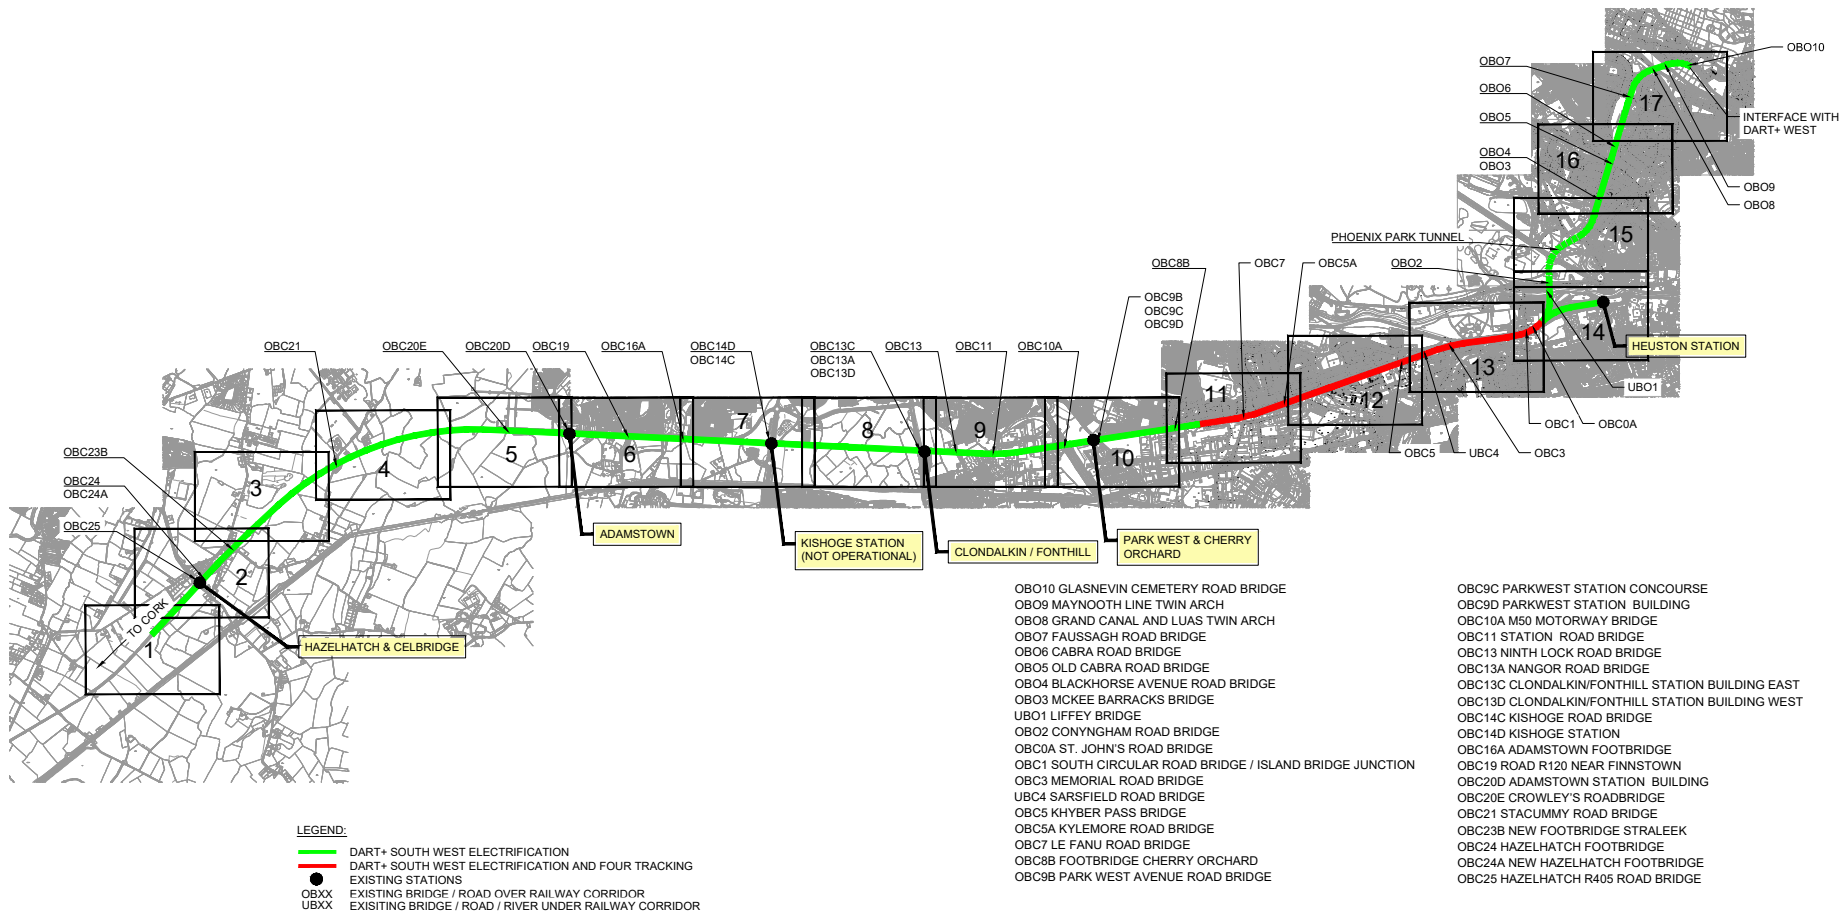 OBO10
OBO7
OBO6
OBO5
OBO4
OBO3
17
INTERFACE WITH
DART+ WEST
16
OBO9
OBO8
PHOENIX PARK TUNNEL
15
OBO2
OBC8B
OBC7
OBC5A
OBC9B
OBC9C
OBC9D
14
HEUSTON STATION
UBO1
OBC21
OBC20E
OBC20D
OBC19
OBC16A
OBC14D
OBC14C
OBC13C
OBC13A
OBC13D
OBC13
OBC11
OBC10A
13
11
12
OBC1
OBC0A
OBC5
UBC4
OBC3
7
8
9
10
4
5
6
OBC23B
OBC24
OBC24A
OBC25
3
2
TO CORK
1
HAZELHATCH & CELBRIDGE
ADAMSTOWN
KISHOGE STATION
(NOT OPERATIONAL)
CLONDALKIN / FONTHILL
PARK WEST & CHERRY
ORCHARD
OBO10 GLASNEVIN CEMETERY ROAD BRIDGE
OBO9 MAYNOOTH LINE TWIN ARCH
OBO8 GRAND CANAL AND LUAS TWIN ARCH
OBO7 FAUSSAGH ROAD BRIDGE
OBO6 CABRA ROAD BRIDGE
OBO5 OLD CABRA ROAD BRIDGE
OBO4 BLACKHORSE AVENUE ROAD BRIDGE
OBO3 MCKEE BARRACKS BRIDGE
UBO1 LIFFEY BRIDGE
OBO2 CONYNGHAM ROAD BRIDGE
OBC0A ST. JOHN'S ROAD BRIDGE
OBC1 SOUTH CIRCULAR ROAD BRIDGE / ISLAND BRIDGE JUNCTION
OBC3 MEMORIAL ROAD BRIDGE
UBC4 SARSFIELD ROAD BRIDGE
OBC5 KHYBER PASS BRIDGE
OBC5A KYLEMORE ROAD BRIDGE
OBC7 LE FANU ROAD BRIDGE
OBC8B FOOTBRIDGE CHERRY ORCHARD
OBC9B PARK WEST AVENUE ROAD BRIDGE
OBC9C PARKWEST STATION CONCOURSE
OBC9D PARKWEST STATION BUILDING
OBC10A M50 MOTORWAY BRIDGE
OBC11 STATION ROAD BRIDGE
OBC13 NINTH LOCK ROAD BRIDGE
OBC13A NANGOR ROAD BRIDGE
OBC13C CLONDALKIN/FONTHILL STATION BUILDING EAST
OBC13D CLONDALKIN/FONTHILL STATION BUILDING WEST
OBC14C KISHOGE ROAD BRIDGE
OBC14D KISHOGE STATION
OBC16A ADAMSTOWN FOOTBRIDGE
OBC19 ROAD R120 NEAR FINNSTOWN
OBC20D ADAMSTOWN STATION BUILDING
OBC20E CROWLEY'S ROADBRIDGE
OBC21 STACUMMY ROAD BRIDGE
OBC23B NEW FOOTBRIDGE STRALEEK
OBC24 HAZELHATCH FOOTBRIDGE
OBC24A NEW HAZELHATCH FOOTBRIDGE
OBC25 HAZELHATCH R405 ROAD BRIDGE
LEGEND:
DART+ SOUTH WEST ELECTRIFICATION
DART+ SOUTH WEST ELECTRIFICATION AND FOUR TRACKING
EXISTING STATIONS
OBXX EXISTING BRIDGE / ROAD OVER RAILWAY CORRIDOR
UBXX EXISITING BRIDGE / ROAD / RIVER UNDER RAILWAY CORRIDOR